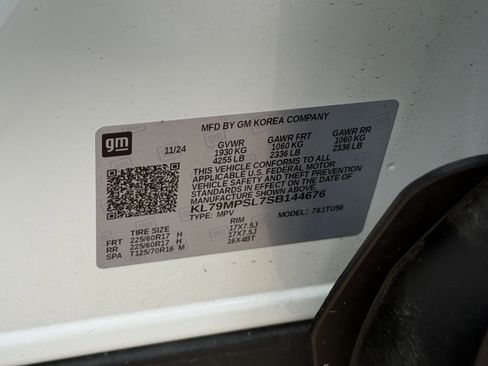 gm
MFD BY GM KOREA COMPANY
11/24 GVWR GAWR FRT GAWR RR
1930 KG 1060 KG 1060 KG
4255 LB 2336 LB 2336 LB
THIS VEHICLE CONFORMS TO ALL
APPLICABLE U.S. FEDERAL MOTOR
VEHICLE SAFETY, BUMPER, AND THEFT
PREVENTION STANDARDS IN EFFECT
ON THE DATE OF
MANUFACTURE SHOWN ABOVE.
KL79MPSL7SB144676
TYPE: MPV MODEL: 761TU56
TIRE SIZE RIM
FRT 225/60R17 H 17X7.5J
RR 225/60R17 H 17X7.5J
SPA T125/70R16 M 16X4BT